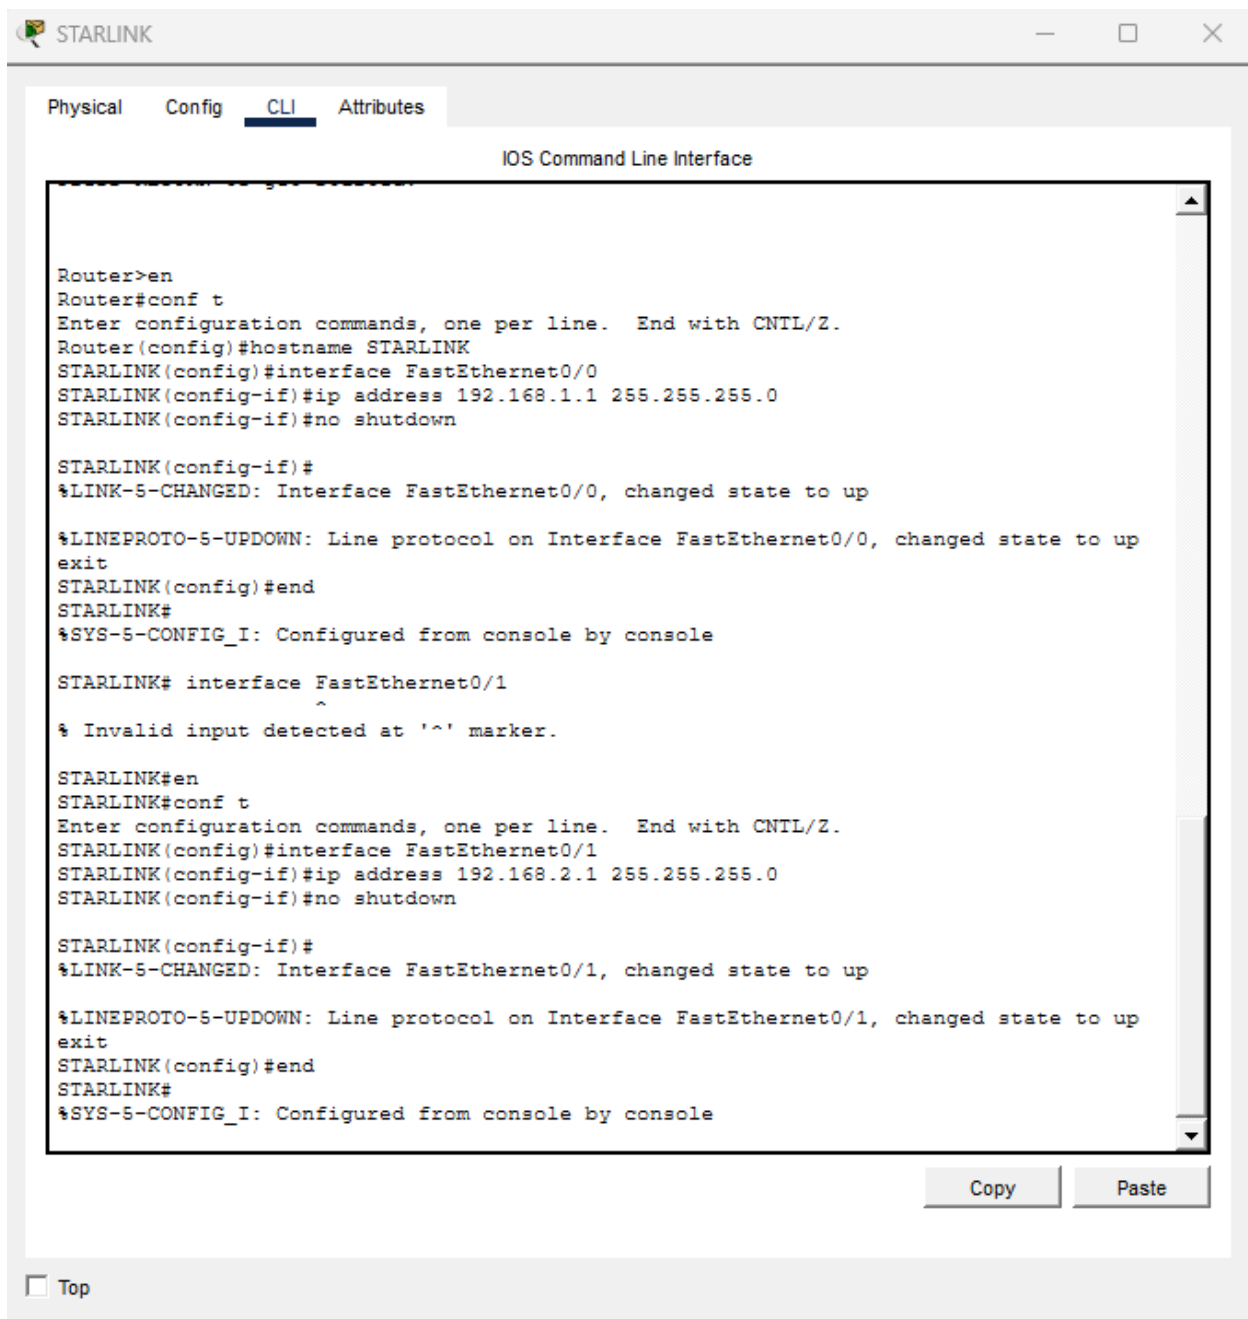 STARLINK
Physical Config CLI Attributes
IOS Command Line Interface
Router>en
Router#conf t
Enter configuration commands, one per line.  End with CNTL/Z.
Router(config)#hostname STARLINK
STARLINK(config)#interface FastEthernet0/0
STARLINK(config-if)#ip address 192.168.1.1 255.255.255.0
STARLINK(config-if)#no shutdown
STARLINK(config-if)#
%LINK-5-CHANGED: Interface FastEthernet0/0, changed state to up
%LINEPROTO-5-UPDOWN: Line protocol on Interface FastEthernet0/0, changed state to up
exit
STARLINK(config)#end
STARLINK#
%SYS-5-CONFIG_I: Configured from console by console
STARLINK# interface FastEthernet0/1
^
% Invalid input detected at '^' marker.
STARLINK#en
STARLINK#conf t
Enter configuration commands, one per line.  End with CNTL/Z.
STARLINK(config)#interface FastEthernet0/1
STARLINK(config-if)#ip address 192.168.2.1 255.255.255.0
STARLINK(config-if)#no shutdown
STARLINK(config-if)#
%LINK-5-CHANGED: Interface FastEthernet0/1, changed state to up
%LINEPROTO-5-UPDOWN: Line protocol on Interface FastEthernet0/1, changed state to up
exit
STARLINK(config)#end
STARLINK#
%SYS-5-CONFIG_I: Configured from console by console
Copy Paste
Top